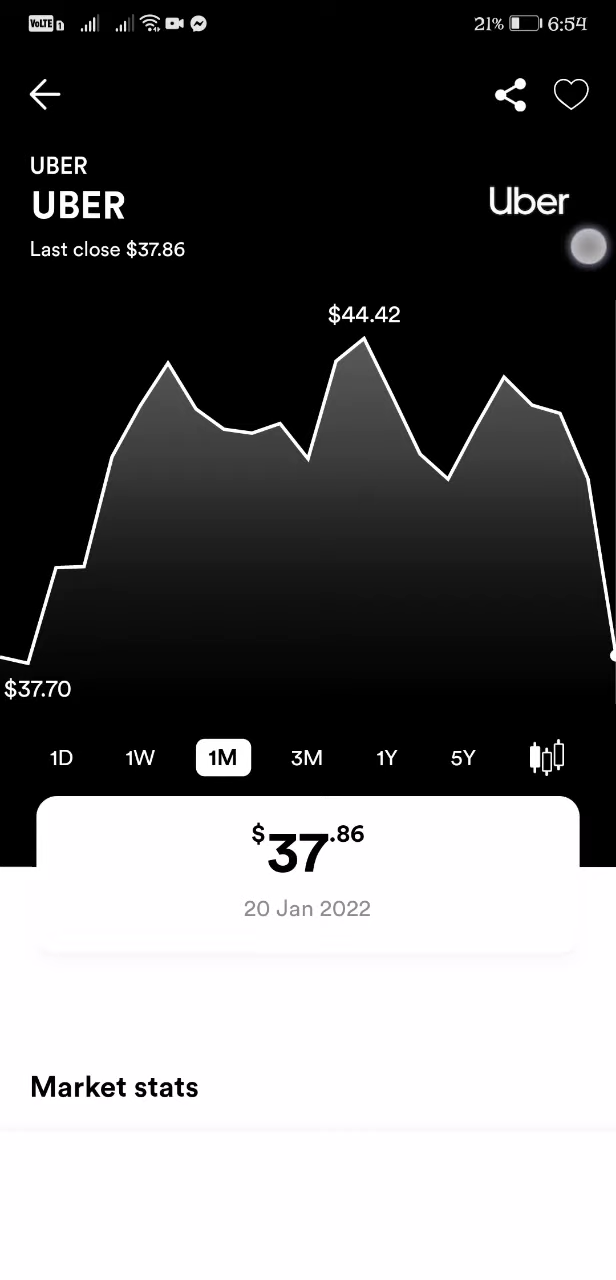 VoLTE 21% 6:54
UBER
UBER
Uber
Last close $37.86
$44.42
$37.70
1D 1W 1M 3M 1Y 5Y
$37.86
20 Jan 2022
Market stats